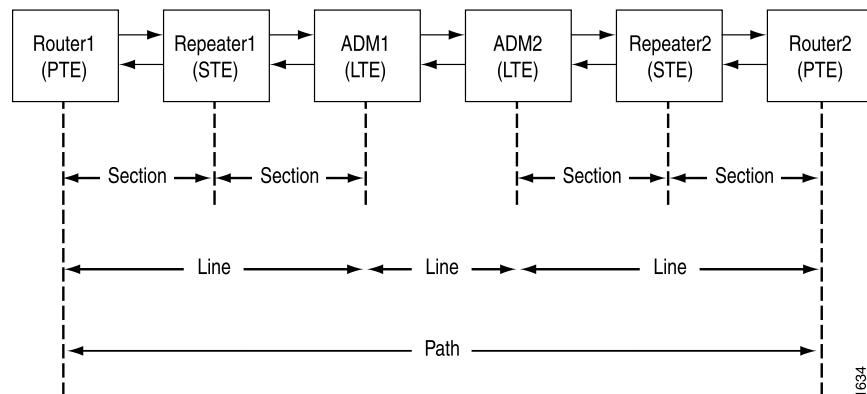 Router1
(PTE)
Repeater1
(STE)
ADM1
(LTE)
ADM2
(LTE)
Repeater2
(STE)
Router2
(PTE)
Section
Section
Section
Section
Line
Line
Line
Path
1634